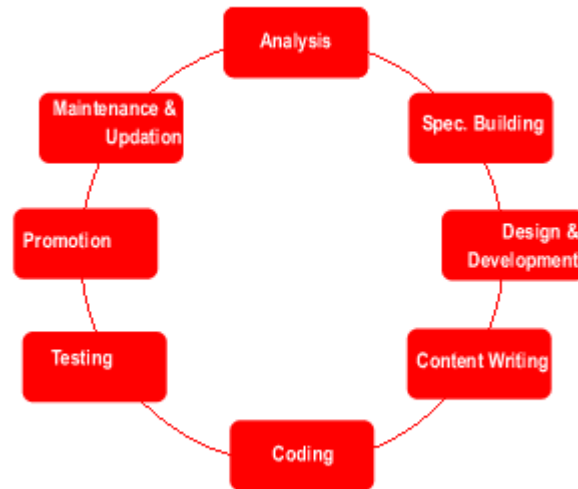 Analysis
Spec. Building
Design &
Development
Content Writing
Coding
Testing
Promotion
Maintenance &
Updation